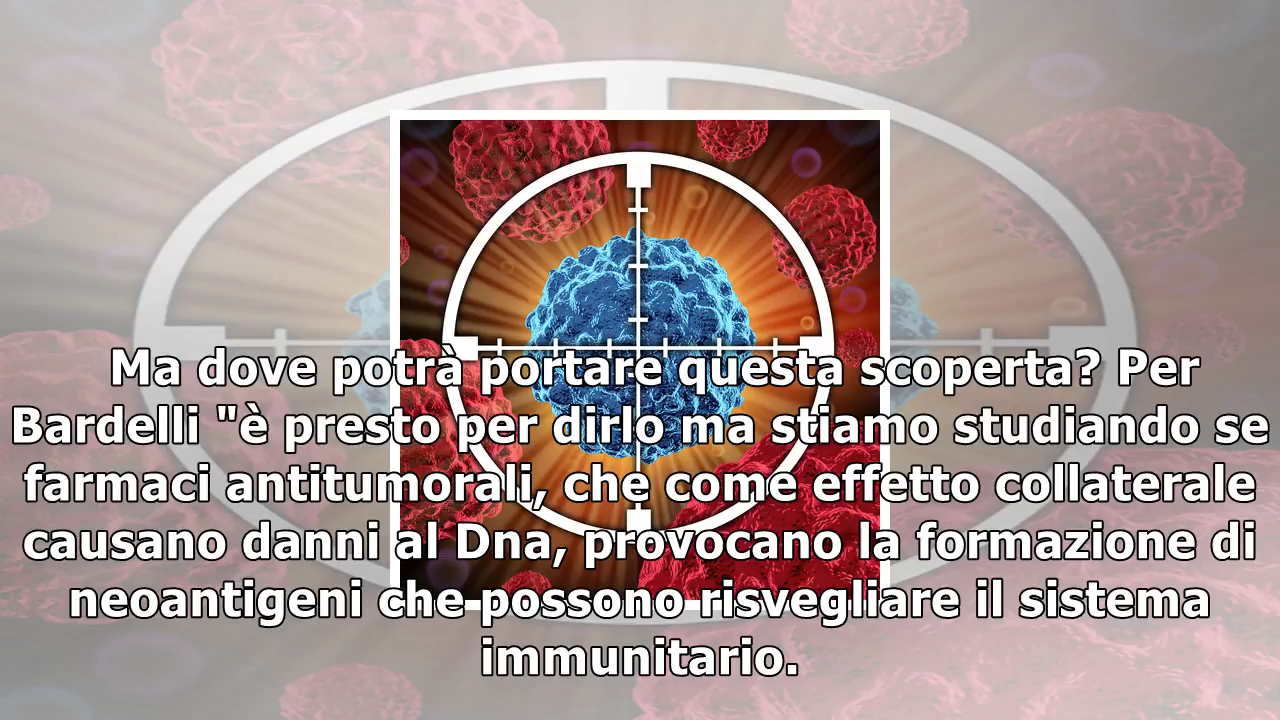 Ma dove potrà portare questa scoperta? Per
Bardelli "è presto per dirlo ma stiamo studiando se
farmaci antitumorali, che come effetto collaterale
causano danni al Dna, provocano la formazione di
neoantigeni che possono risvegliare il sistema
immunitario.